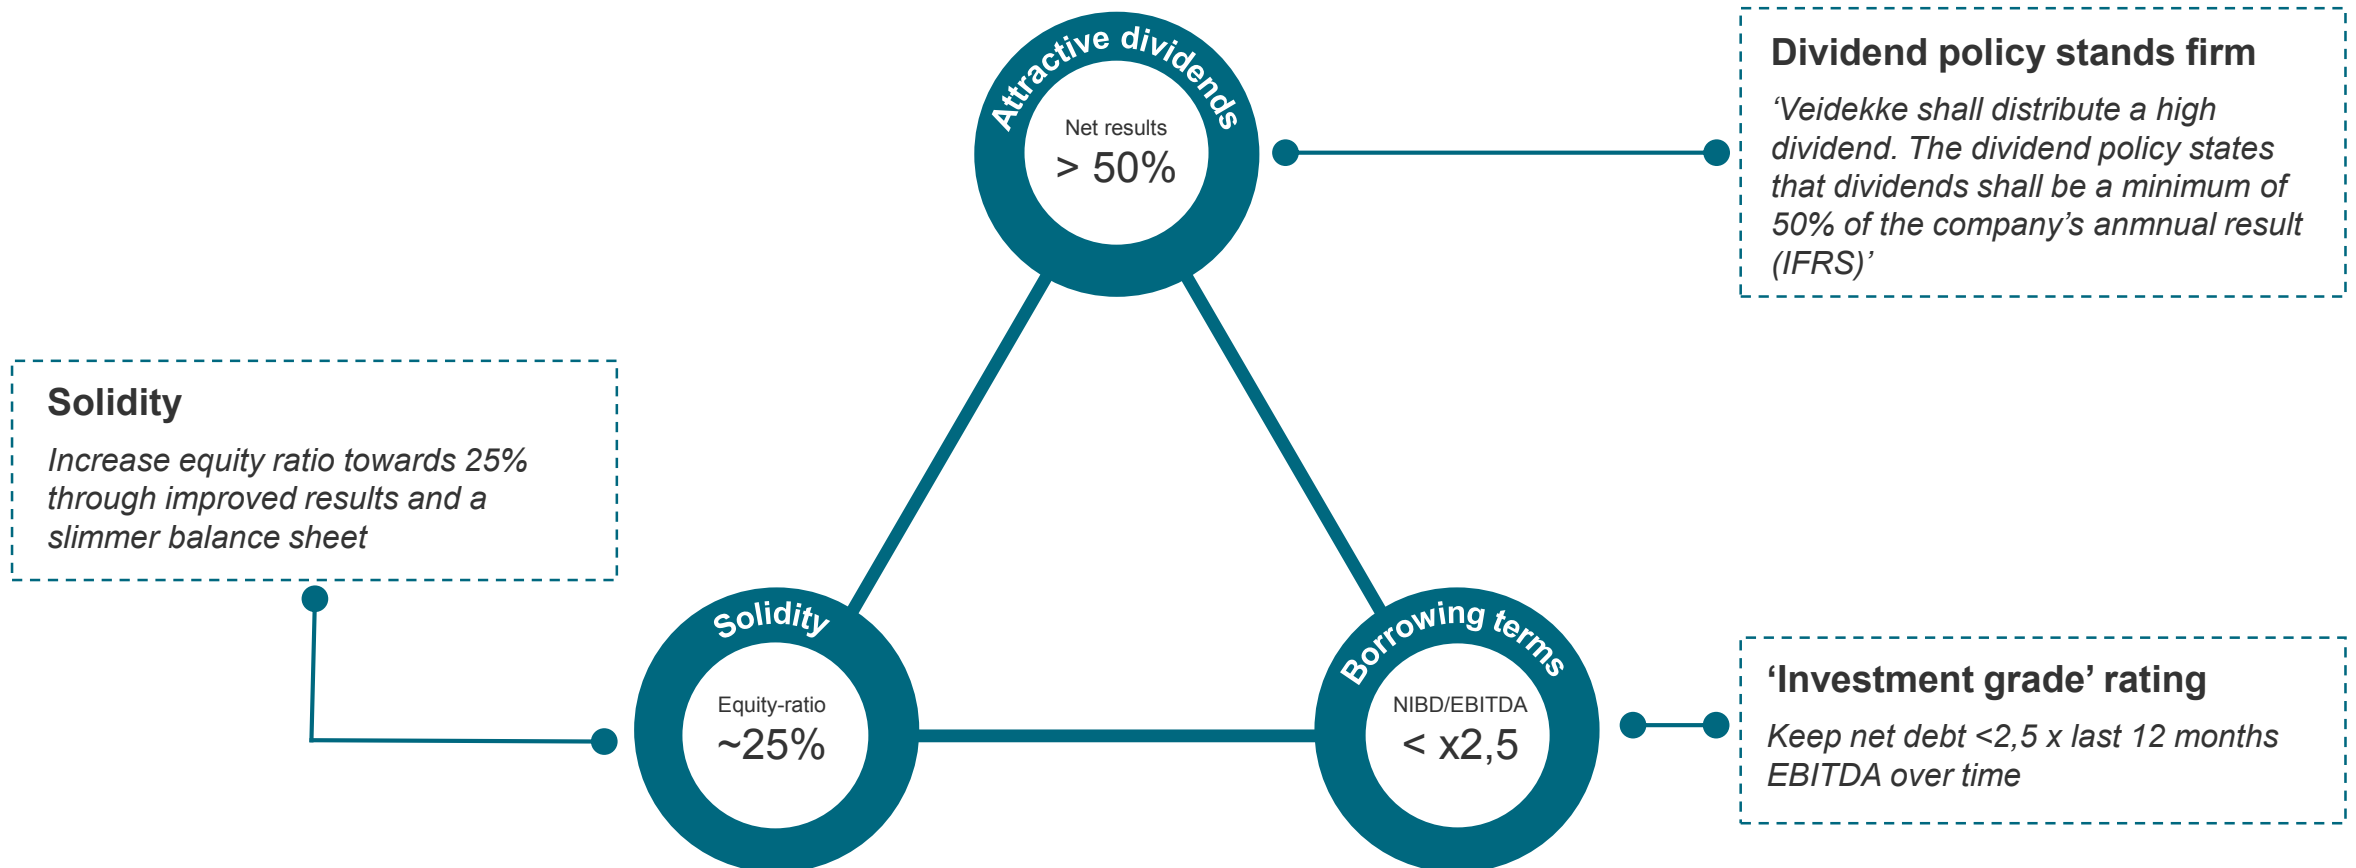 Attractive dividends
Net results
> 50%
Dividend policy stands firm
‘Veidekke shall distribute a high
dividend. The dividend policy states
that dividends shall be a minimum of
50% of the company’s anmnual result
(IFRS)’
Solidity
Increase equity ratio towards 25%
through improved results and a
slimmer balance sheet
Solidity
Equity-ratio
~25%
Borrowing terms
NIBD/EBITDA
< x2,5
‘Investment grade’ rating
Keep net debt <2,5 x last 12 months
EBITDA over time